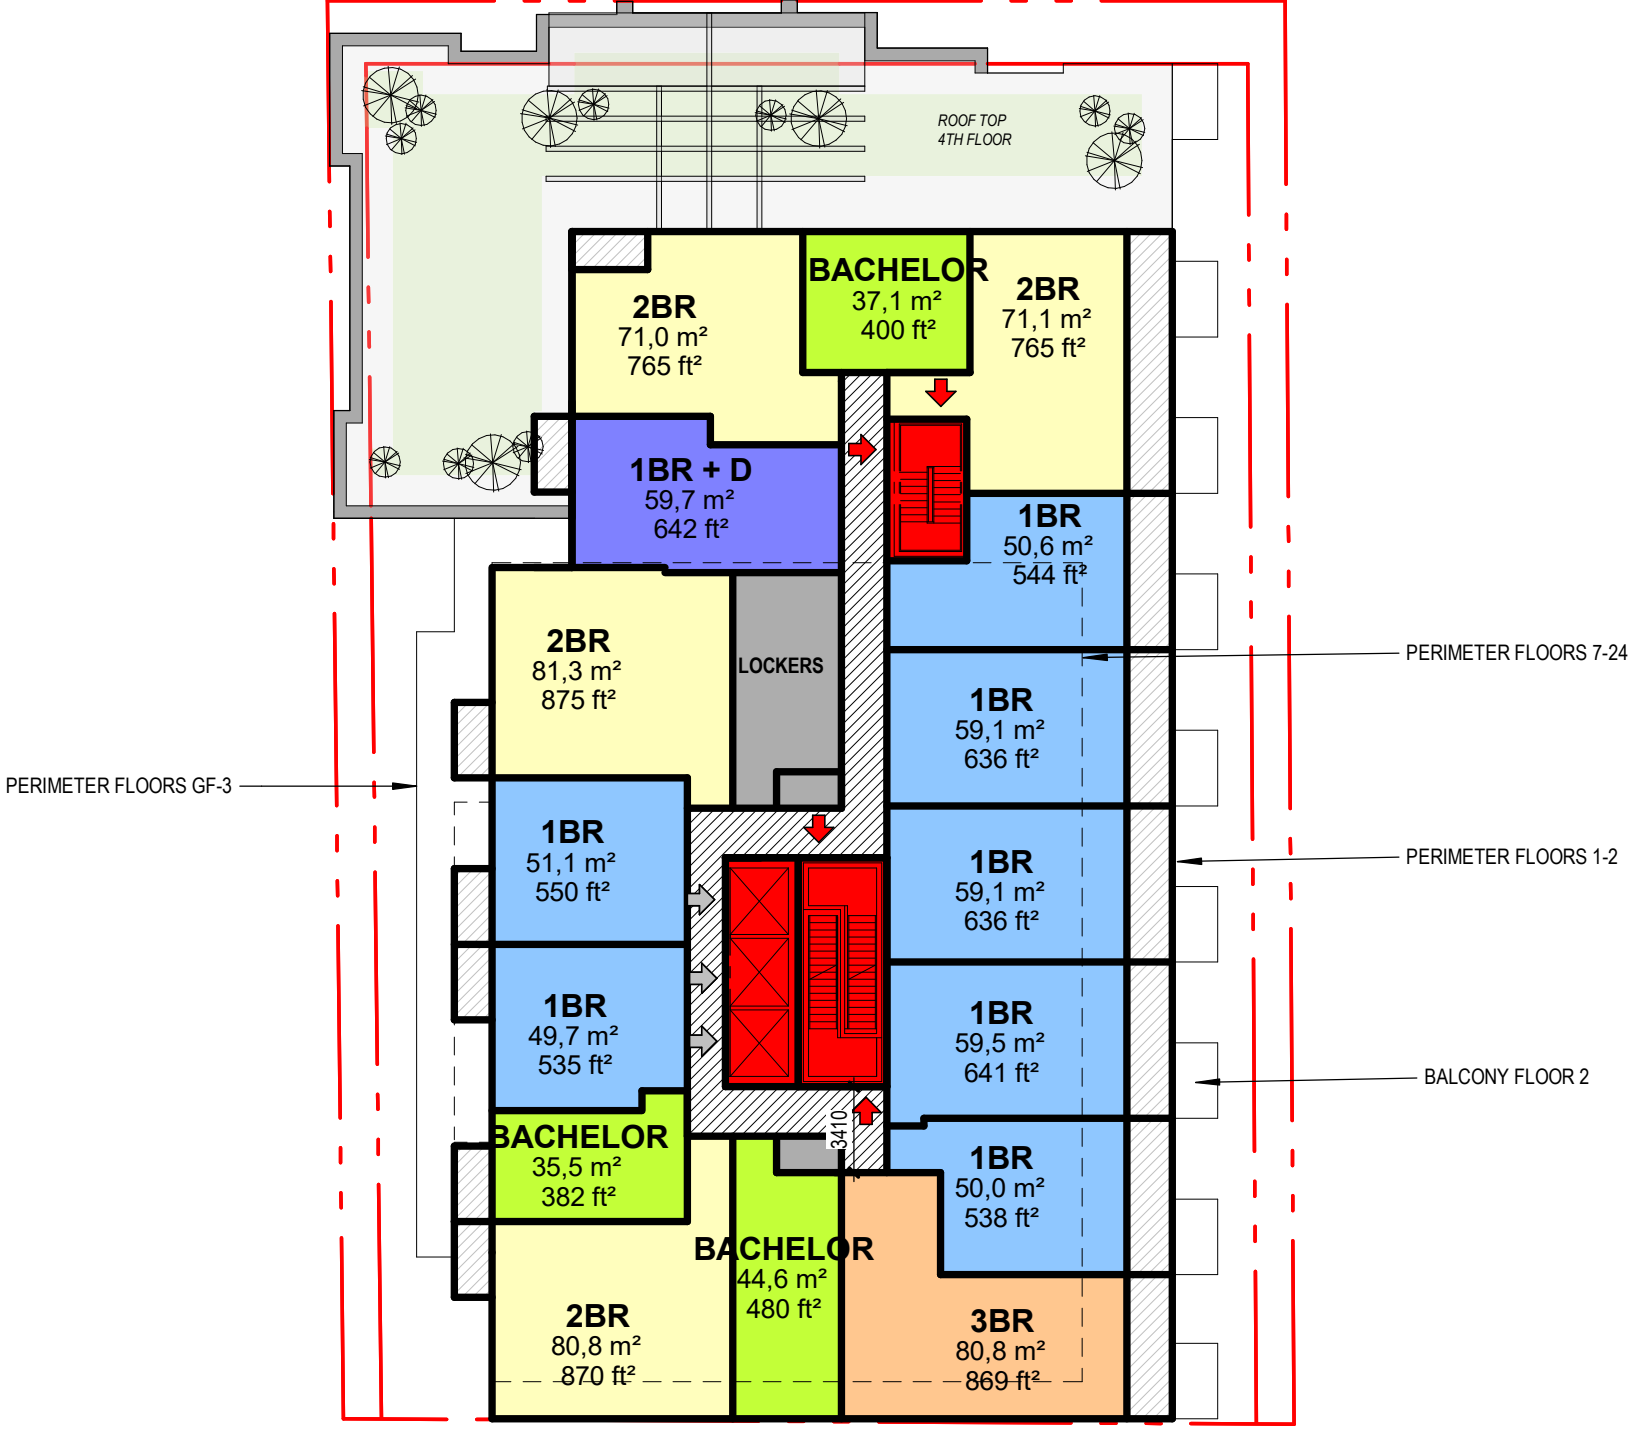 ROOF TOP
4TH FLOOR
BACHELOR
37,1 m²
400 ft²
2BR
71,0 m²
765 ft²
2BR
71,1 m²
765 ft²
1BR + D
59,7 m²
642 ft²
1BR
50,6 m²
544 ft²
2BR
81,3 m²
875 ft²
LOCKERS
PERIMETER FLOORS 7-24
1BR
59,1 m²
636 ft²
PERIMETER FLOORS GF-3
1BR
51,1 m²
550 ft²
1BR
59,1 m²
636 ft²
PERIMETER FLOORS 1-2
1BR
49,7 m²
535 ft²
1BR
59,5 m²
641 ft²
BALCONY FLOOR 2
3410
BACHELOR
35,5 m²
382 ft²
1BR
50,0 m²
538 ft²
BACHELOR
44,6 m²
480 ft²
2BR
80,8 m²
870 ft²
3BR
80,8 m²
869 ft²